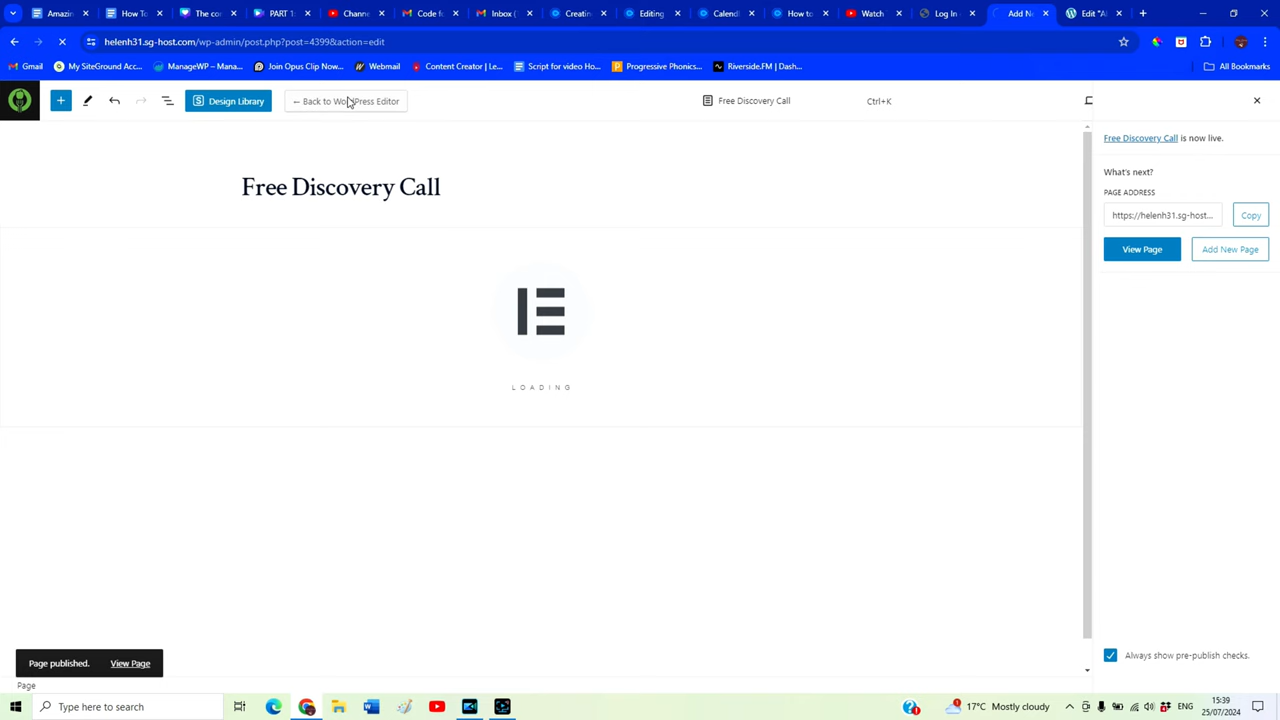 Amazin
How To
The co
PART 1:
Chann
Code fo
Inbox (
Creatin
Editing
Calend
How to
Watch
Log In
Add Ne
Edit "A
helenh31.sg-host.com/wp-admin/post.php?post=4399&action=edit
Gmail
My SiteGround Acc...
ManageWP – Mana...
Join Opus Clip Now...
Webmail
Content Creator | Le...
Script for video Ho...
Progressive Phonics...
Riverside.FM | Dash...
All Bookmarks
Design Library
← Back to WordPress Editor
Free Discovery Call
Ctrl+K
Free Discovery Call is now live.
What's next?
PAGE ADDRESS
https://helenh31.sg-host...
Copy
View Page
Add New Page
Free Discovery Call
LOADING
Always show pre-publish checks.
Page published.
View Page
Page
Type here to search
17°C Mostly cloudy
ENG
15:39
25/07/2024